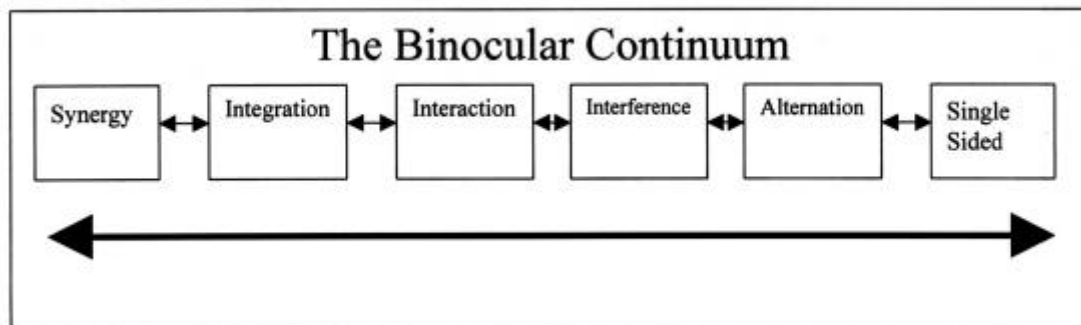 The Binocular Continuum
Synergy
Integration
Interaction
Interference
Alternation
Single
Sided